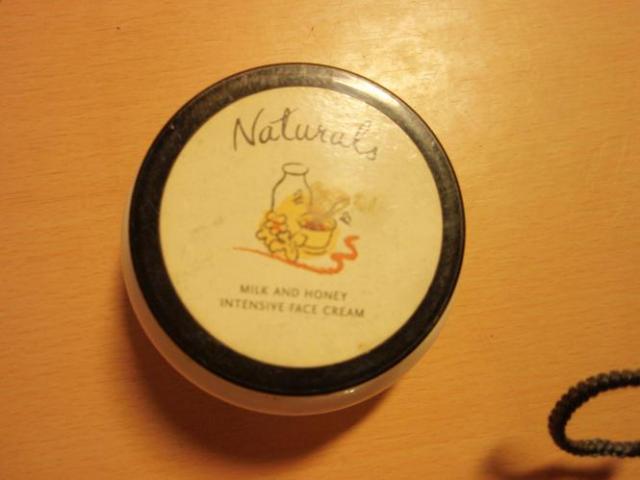 Naturals
MILK AND HONEY
INTENSIVE FACE CREAM